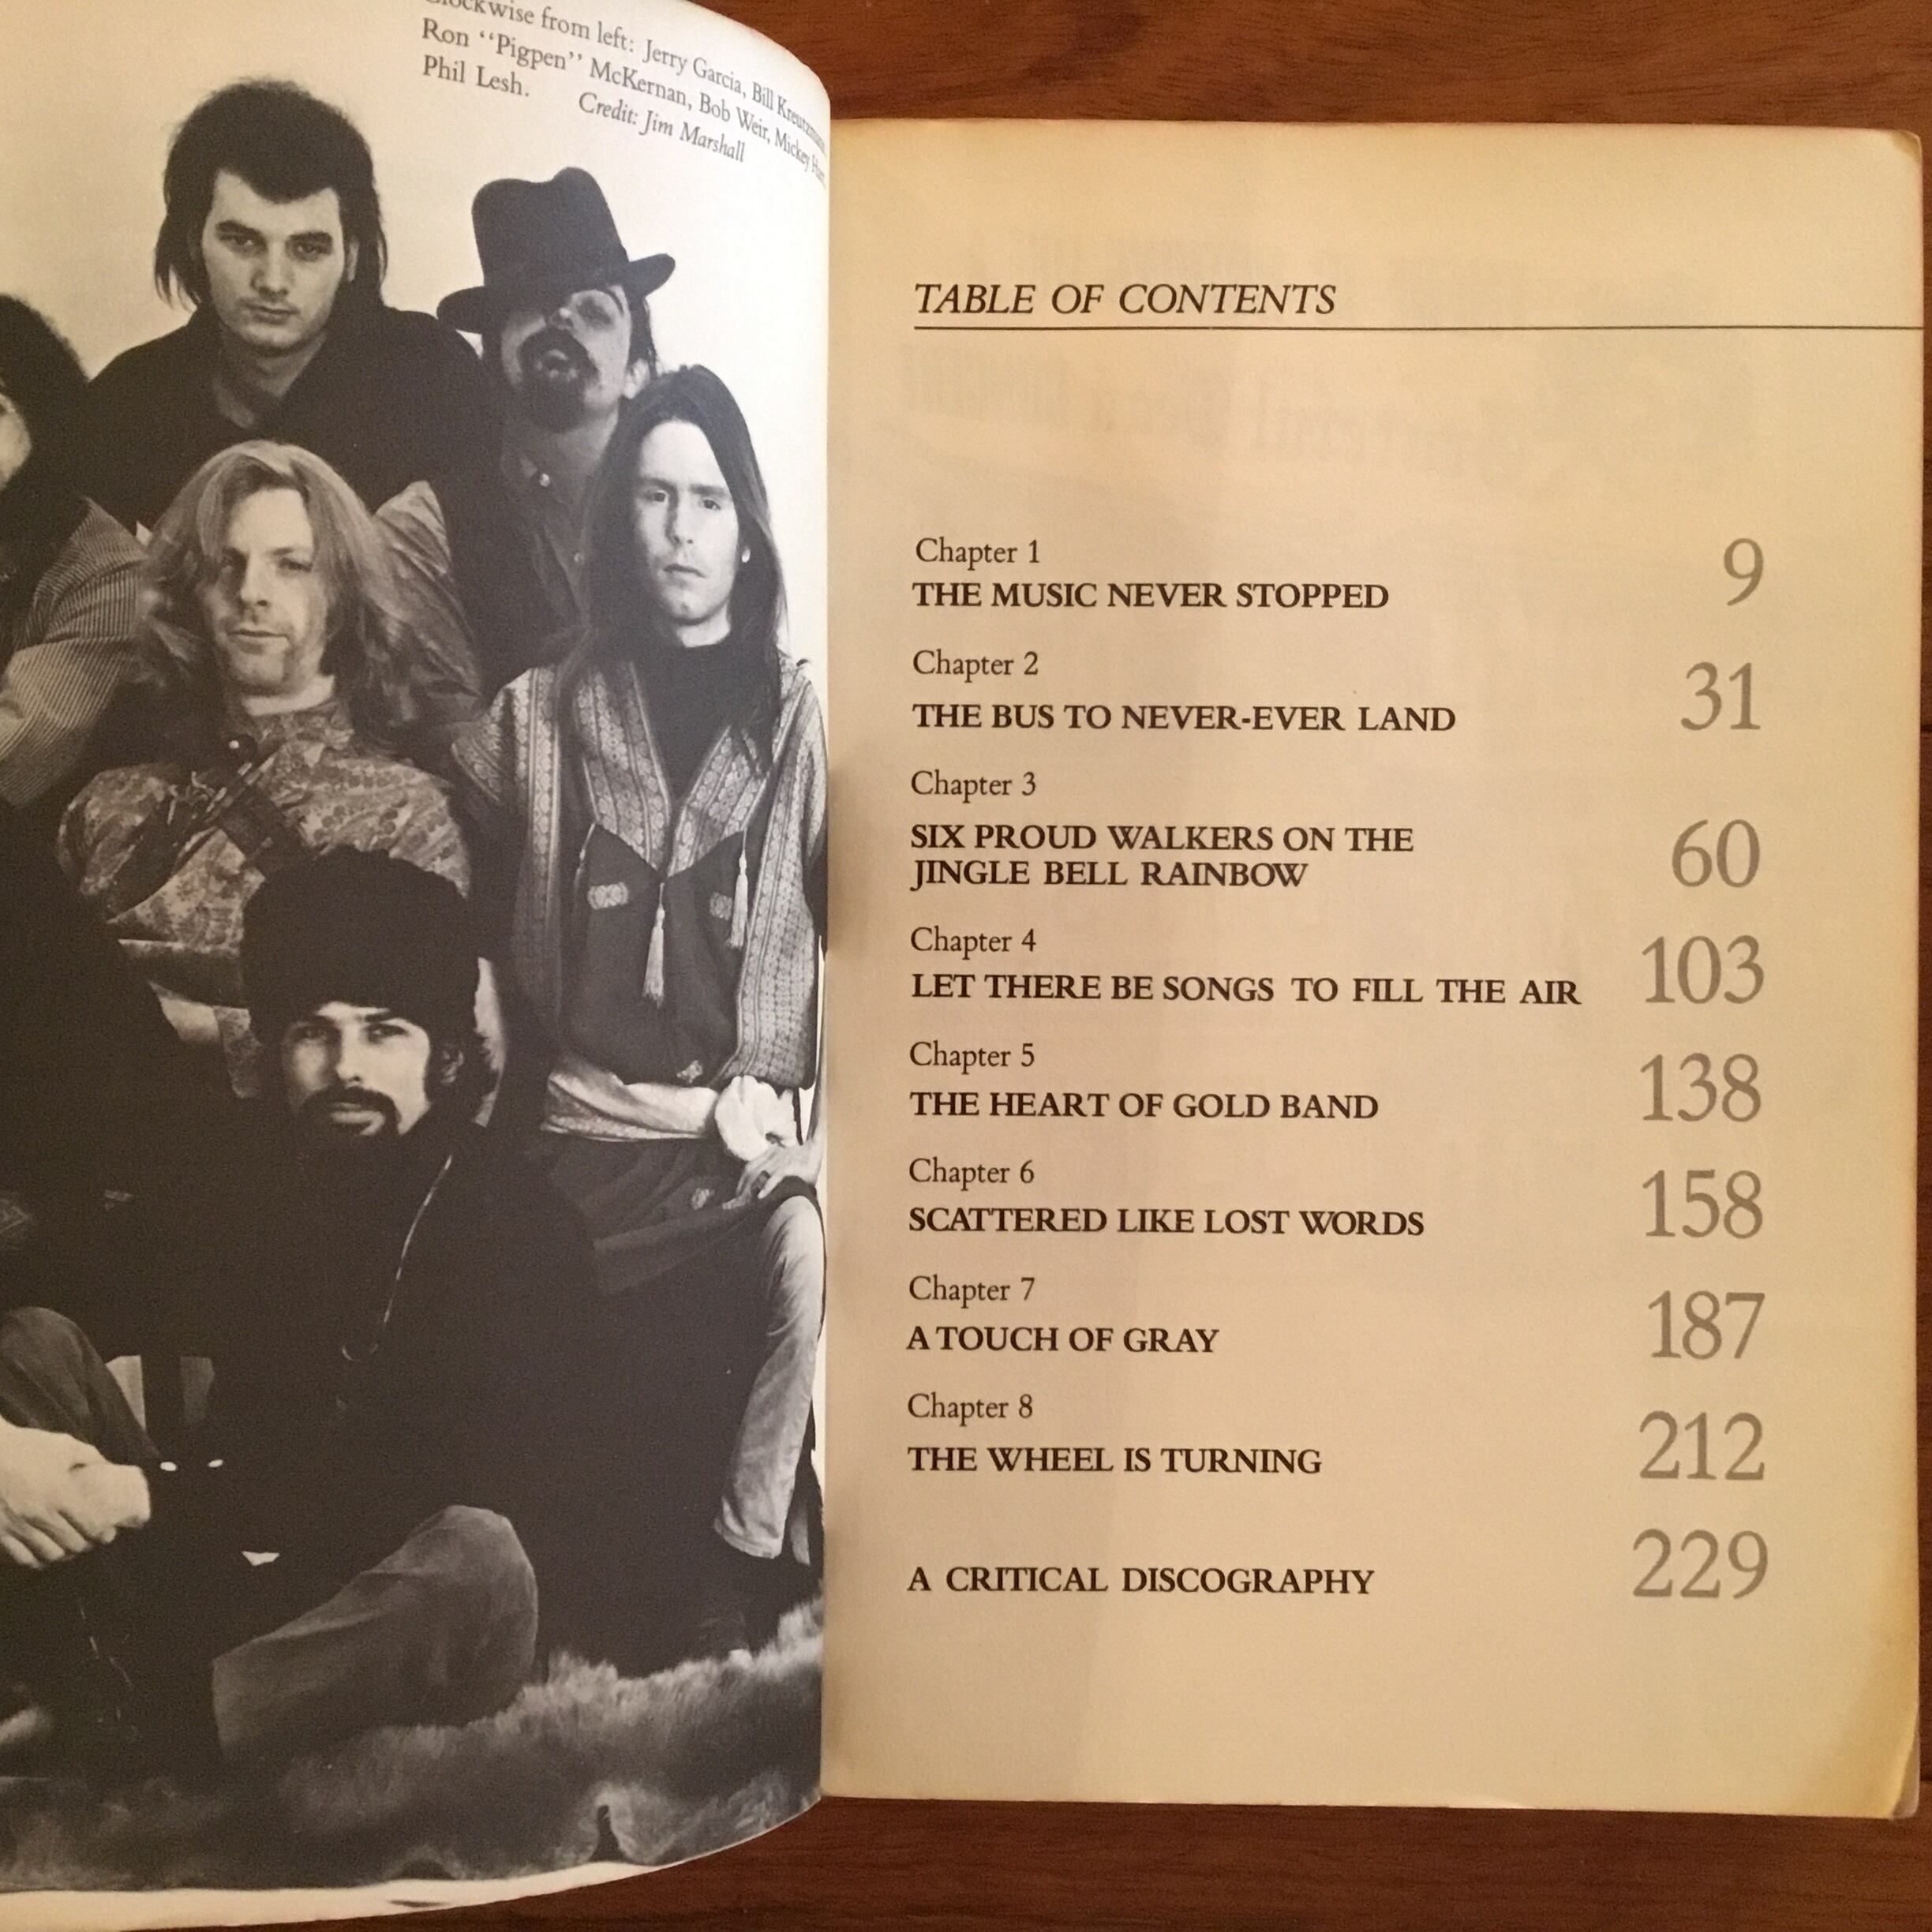 Clockwise from left: Jerry Garcia, Bill Kreutzmann
Ron “Pigpen” McKernan, Bob Weir, Mickey Hart
Phil Lesh. Credit: Jim Marshall
TABLE OF CONTENTS
Chapter 1
THE MUSIC NEVER STOPPED 9
Chapter 2
THE BUS TO NEVER-EVER LAND 31
Chapter 3
SIX PROUD WALKERS ON THE
JINGLE BELL RAINBOW 60
Chapter 4
LET THERE BE SONGS TO FILL THE AIR 103
Chapter 5
THE HEART OF GOLD BAND 138
Chapter 6
SCATTERED LIKE LOST WORDS 158
Chapter 7
A TOUCH OF GRAY 187
Chapter 8
THE WHEEL IS TURNING 212
A CRITICAL DISCOGRAPHY 229